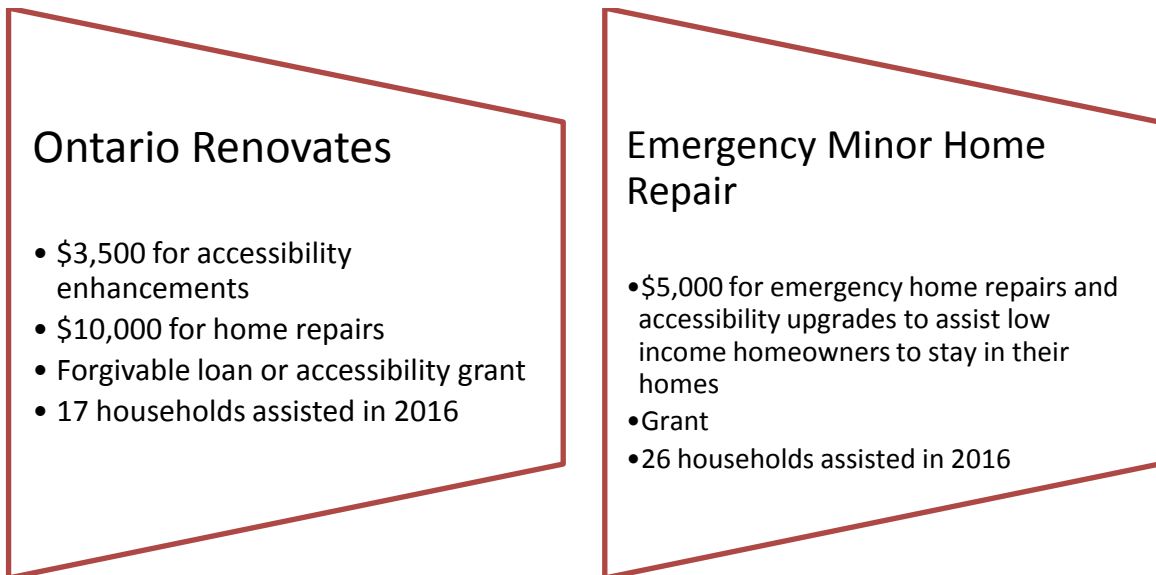 Ontario Renovates
• $3,500 for accessibility
enhancements
• $10,000 for home repairs
• Forgivable loan or accessibility grant
• 17 households assisted in 2016
Emergency Minor Home
Repair
•$5,000 for emergency home repairs and
accessibility upgrades to assist low
income homeowners to stay in their
homes
•Grant
•26 households assisted in 2016